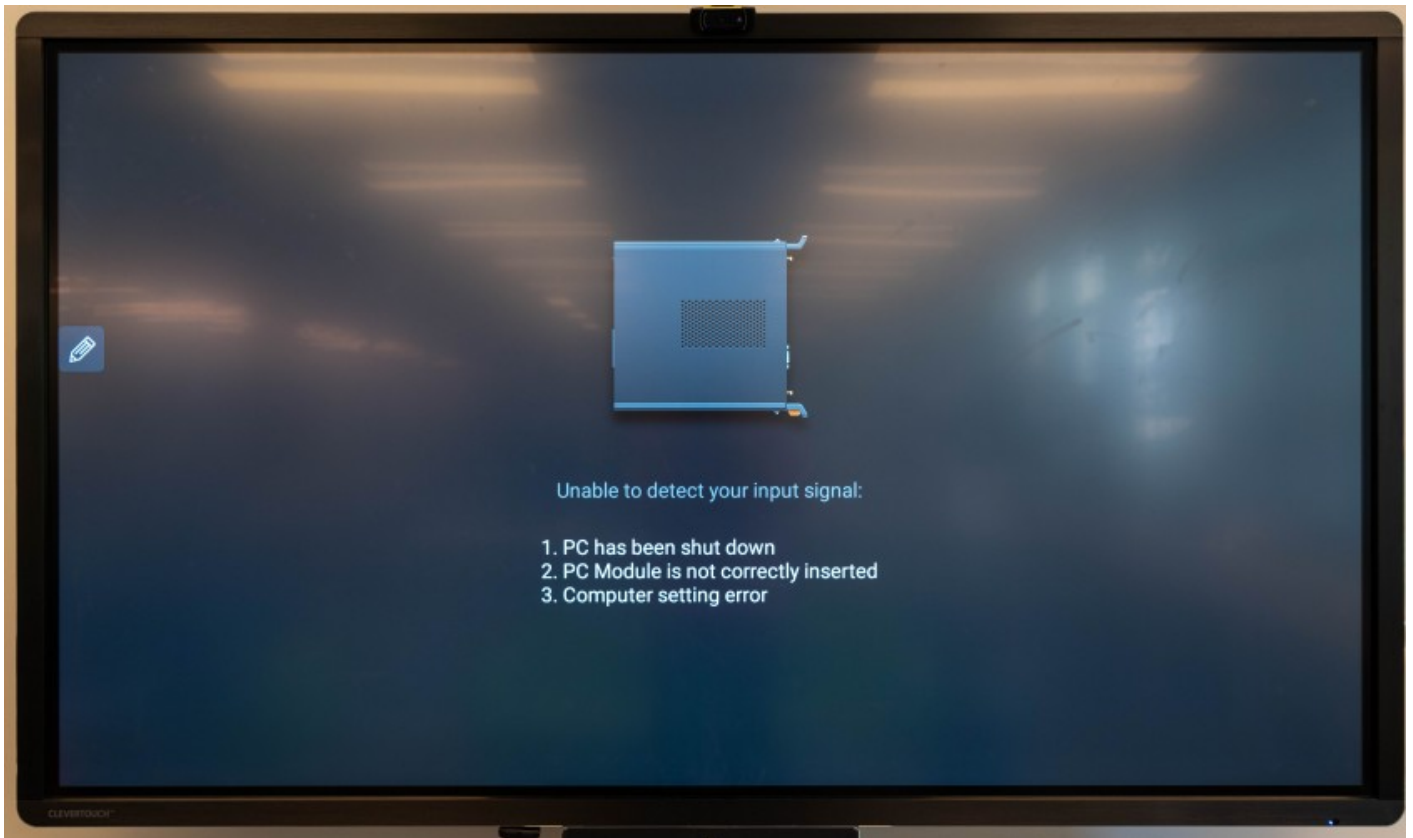 Unable to detect your input signal:
1. PC has been shut down
2. PC Module is not correctly inserted
3. Computer setting error
CLEVERTOUCH™